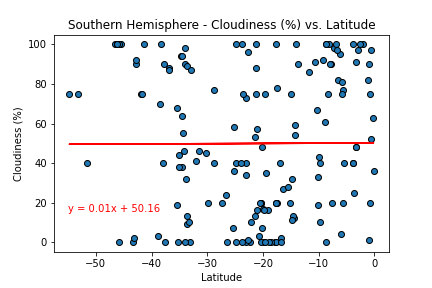 Southern Hemisphere - Cloudiness (%) vs. Latitude
100
80
60
40
20
0
Cloudiness (%)
y = 0.01x + 50.16
−50 −40 −30 −20 −10 0
Latitude